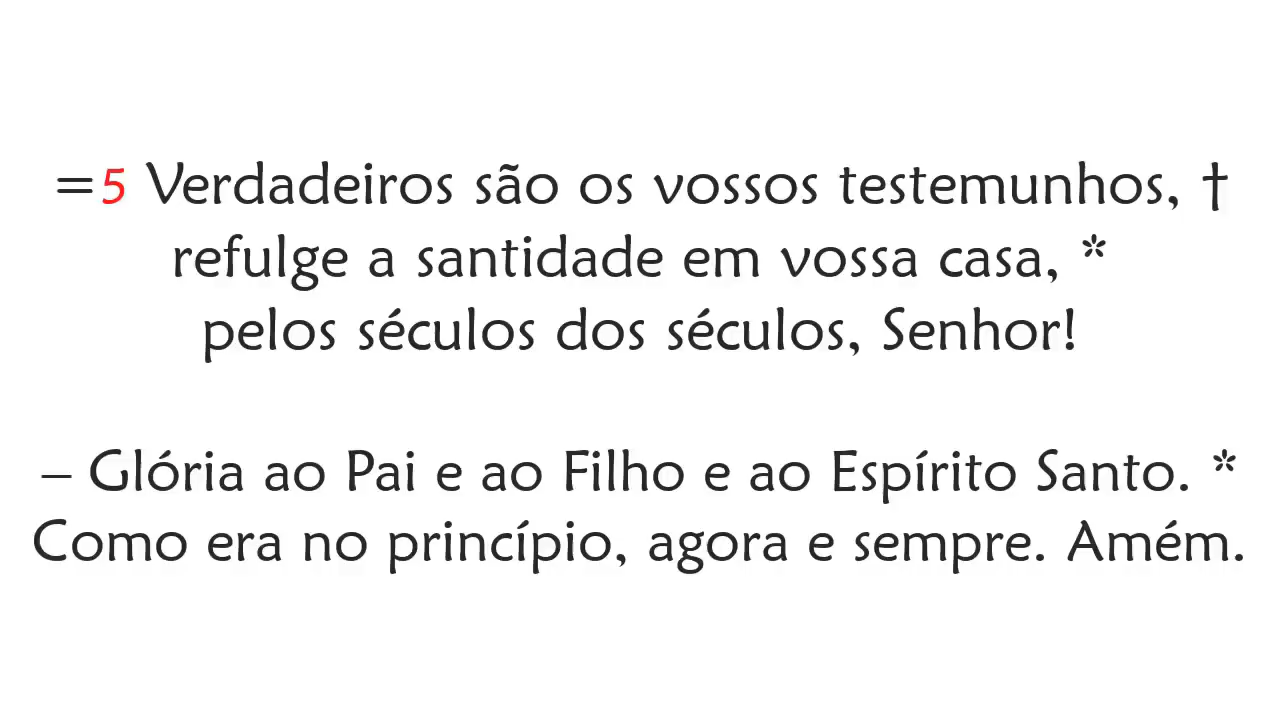 =5 Verdadeiros são os vossos testemunhos, †
refulge a santidade em vossa casa, *
pelos séculos dos séculos, Senhor!
– Glória ao Pai e ao Filho e ao Espírito Santo. *
Como era no princípio, agora e sempre. Amém.